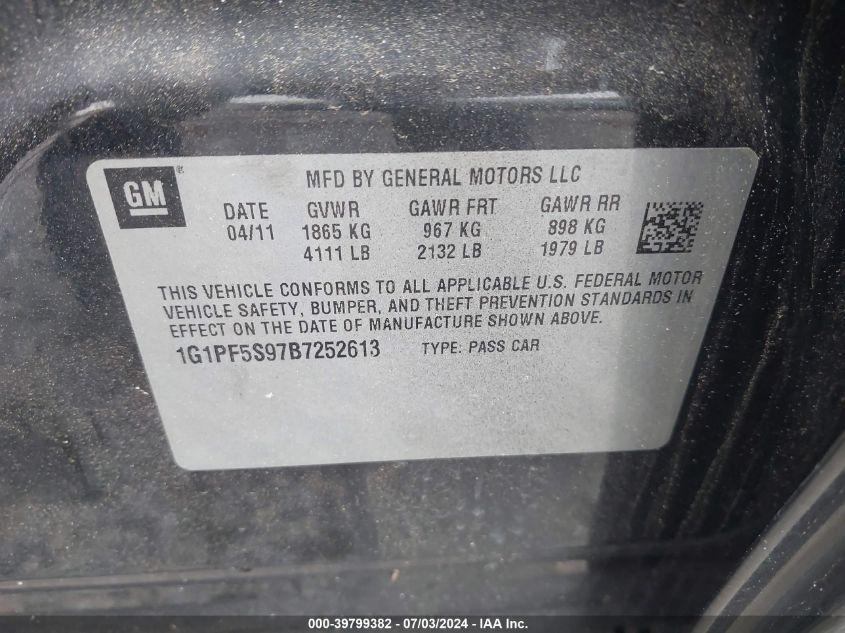 GM®
MFD BY GENERAL MOTORS LLC
DATE GVWR GAWR FRT GAWR RR
04/11 1865 KG 967 KG 898 KG
4111 LB 2132 LB 1979 LB
THIS VEHICLE CONFORMS TO ALL APPLICABLE U.S. FEDERAL MOTOR
VEHICLE SAFETY, BUMPER, AND THEFT PREVENTION STANDARDS IN
EFFECT ON THE DATE OF MANUFACTURE SHOWN ABOVE.
1G1PF5S97B7252613 TYPE: PASS CAR
000-39799382 - 07/03/2024 - IAA Inc.